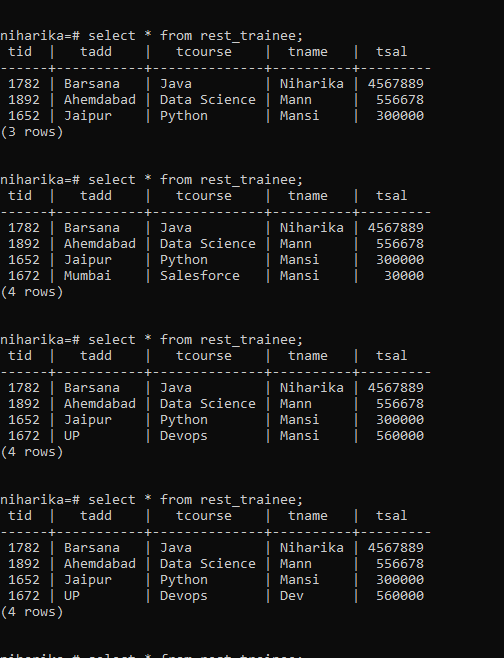 niharika=# select * from rest_trainee;
 tid  |   tadd    |   tcourse    |  tname   |  tsal
------+-----------+--------------+----------+---------
 1782 | Barsana   | Java         | Niharika | 4567889
 1892 | Ahemdabad | Data Science | Mann     |  556678
 1652 | Jaipur    | Python       | Mansi    |  300000
(3 rows)
niharika=# select * from rest_trainee;
 tid  |   tadd    |   tcourse    |  tname   |  tsal
------+-----------+--------------+----------+---------
 1782 | Barsana   | Java         | Niharika | 4567889
 1892 | Ahemdabad | Data Science | Mann     |  556678
 1652 | Jaipur    | Python       | Mansi    |  300000
 1672 | Mumbai    | Salesforce   | Mansi    |   30000
(4 rows)
niharika=# select * from rest_trainee;
 tid  |   tadd    |   tcourse    |  tname   |  tsal
------+-----------+--------------+----------+---------
 1782 | Barsana   | Java         | Niharika | 4567889
 1892 | Ahemdabad | Data Science | Mann     |  556678
 1652 | Jaipur    | Python       | Mansi    |  300000
 1672 | UP        | Devops       | Mansi    |  560000
(4 rows)
niharika=# select * from rest_trainee;
 tid  |   tadd    |   tcourse    |  tname   |  tsal
------+-----------+--------------+----------+---------
 1782 | Barsana   | Java         | Niharika | 4567889
 1892 | Ahemdabad | Data Science | Mann     |  556678
 1652 | Jaipur    | Python       | Mansi    |  300000
 1672 | UP        | Devops       | Dev      |  560000
(4 rows)
niharika=# select * from rest_trainee;